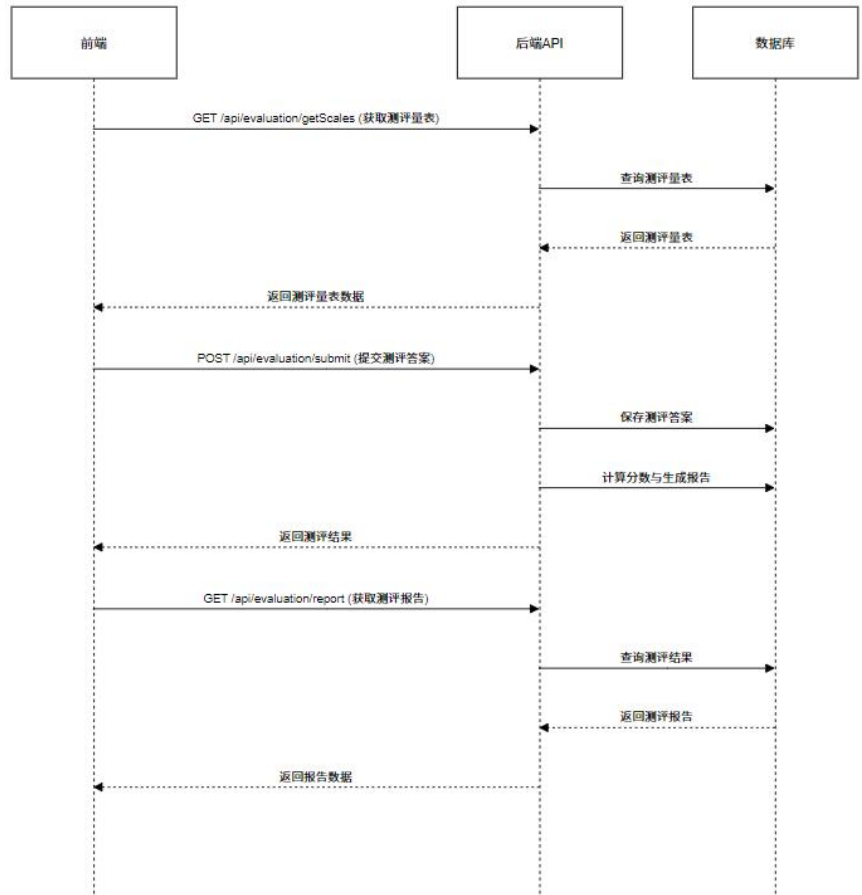 前端
后端API
数据库
GET /api/evaluation/getScales (获取测评量表)
查询测评量表
返回测评量表
返回测评量表数据
POST /api/evaluation/submit (提交测评答案)
保存测评答案
计算分数与生成报告
返回测评结果
GET /api/evaluation/report (获取测评报告)
查询测评结果
返回测评报告
返回报告数据